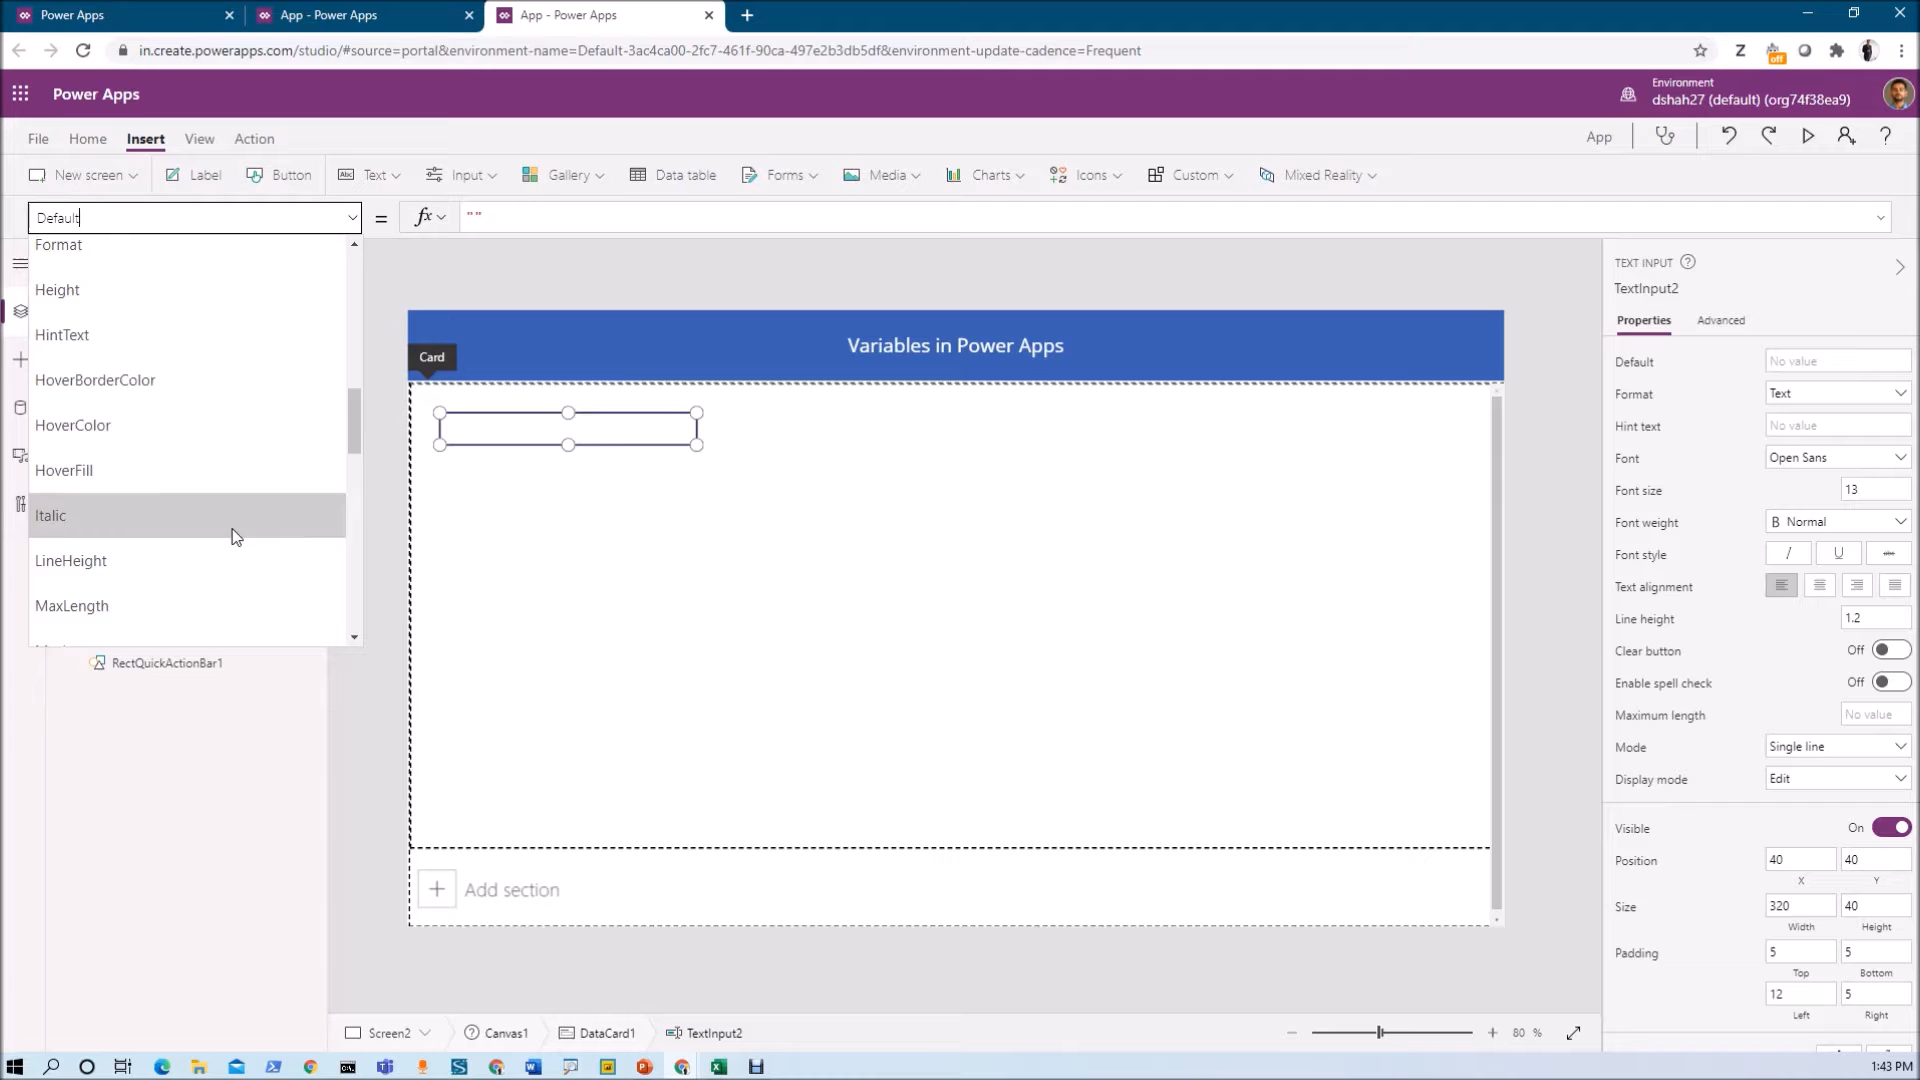 Power Apps
App - Power Apps
App - Power Apps
in.create.powerapps.com/studio/#source=portal&environment-name=Default-3ac4ca00-2fc7-461f-90ca-497e2b3db5df&environment-update-cadence=Frequent
Z
off
Power Apps
Environment
dshah27 (default) (org74f38ea9)
File Home Insert View Action
App
New screen Label Button Text Input Gallery Data table Forms Media Charts Icons Custom Mixed Reality
Default = fx ""
Format
Height
HintText
HoverBorderColor
HoverColor
HoverFill
Italic
LineHeight
MaxLength
RectQuickActionBar1
Variables in Power Apps
Card
Add section
TEXT INPUT
TextInput2
Properties Advanced
Default No value
Format Text
Hint text No value
Font Open Sans
Font size 13
Font weight B Normal
Font style / U abc
Text alignment
Line height 1.2
Clear button Off
Enable spell check Off
Maximum length No value
Mode Single line
Display mode Edit
Visible On
Position 40 40
X Y
Size 320 40
Width Height
Padding 5 5
Top Bottom
12 5
Left Right
Screen2 Canvas1 DataCard1 TextInput2
80 %
1:43 PM